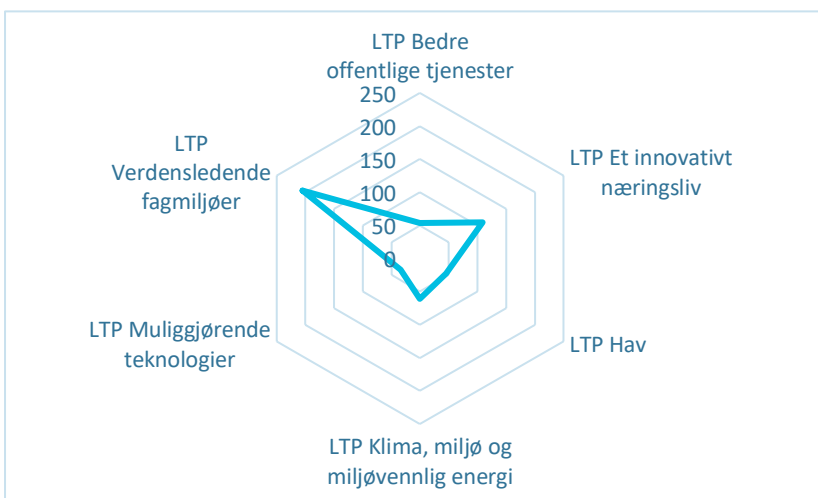 LTP Bedre
offentlige tjenester
250
200
150
100
50
0
LTP Et innovativt
næringsliv
LTP Hav
LTP Klima, miljø og
miljøvennlig energi
LTP Muliggjørende
teknologier
LTP
Verdensledende
fagmiljøer